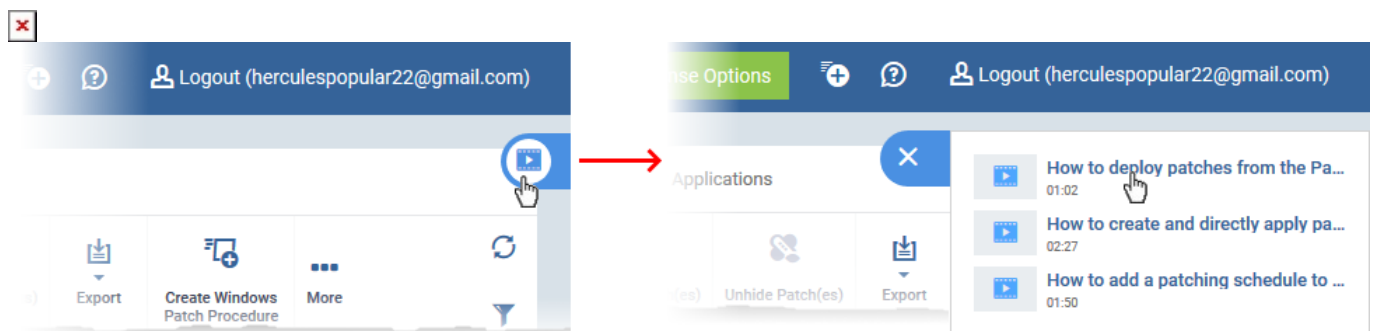 Logout (herculespopular22@gmail.com)
Export
Create Windows
Patch Procedure
More
Options
Logout (herculespopular22@gmail.com)
Applications
Unhide Patch(es)
Export
How to deploy patches from the Pa...
01:02
How to create and directly apply pa...
02:27
How to add a patching schedule to ...
01:50